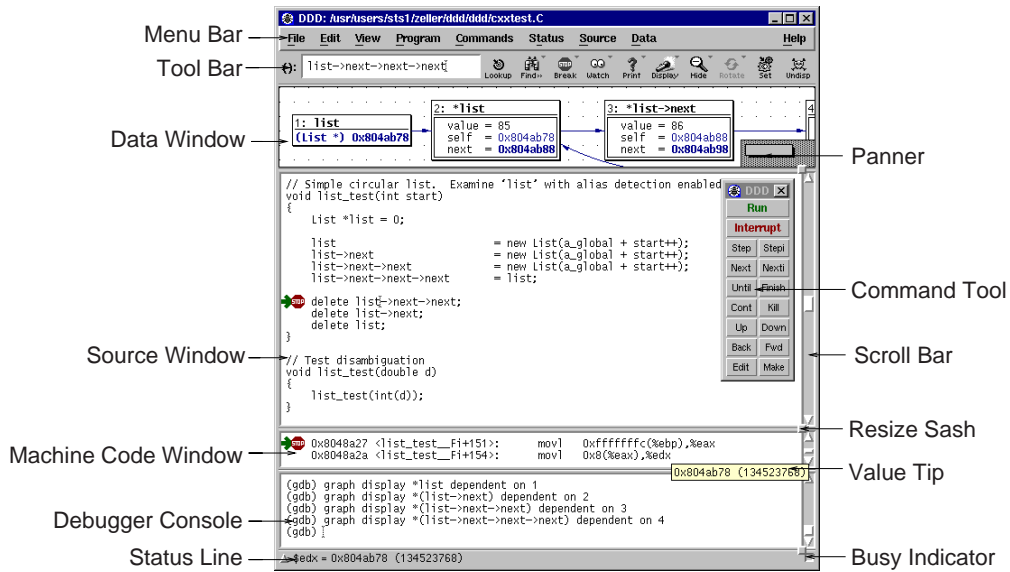 DDD: /usr/users/sts1/zeller/ddd/ddd/cxxtest.C
Menu Bar
File Edit View Program Commands Status Source Data Help
Tool Bar
(): list->next->next->next
Lookup Find>> Break Watch Print Display Hide Rotate Set Undisp
Data Window
1: list
(List *) 0x804ab78
2: *list
value = 85
self = 0x804ab78
next = 0x804ab88
3: *list->next
value = 86
self = 0x804ab88
next = 0x804ab98
4
Panner
// Simple circular list. Examine ‘list’ with alias detection enabled
void list_test(int start)
{
List *list = 0;
list = new List(a_global + start++);
list->next = new List(a_global + start++);
list->next->next = new List(a_global + start++);
list->next->next->next = list;
STOP delete list->next->next;
delete list->next;
delete list;
}
// Test disambiguation
void list_test(double d)
{
list_test(int(d));
}
Source Window
DDD X
Run
Interrupt
Step Stepi
Next Nexti
Until Finish
Cont Kill
Up Down
Back Fwd
Edit Make
Command Tool
Scroll Bar
Resize Sash
Machine Code Window
STOP 0x8048a27 <list_test__Fi+151>: movl 0xfffffffc(%ebp),%eax
0x8048a2a <list_test__Fi+154>: movl 0x8(%eax),%edx
0x804ab78 (134523768)
Value Tip
Debugger Console
(gdb) graph display *list dependent on 1
(gdb) graph display *(list->next) dependent on 2
(gdb) graph display *(list->next->next) dependent on 3
(gdb) graph display *(list->next->next->next) dependent on 4
(gdb)
Status Line
$edx = 0x804ab78 (134523768)
Busy Indicator